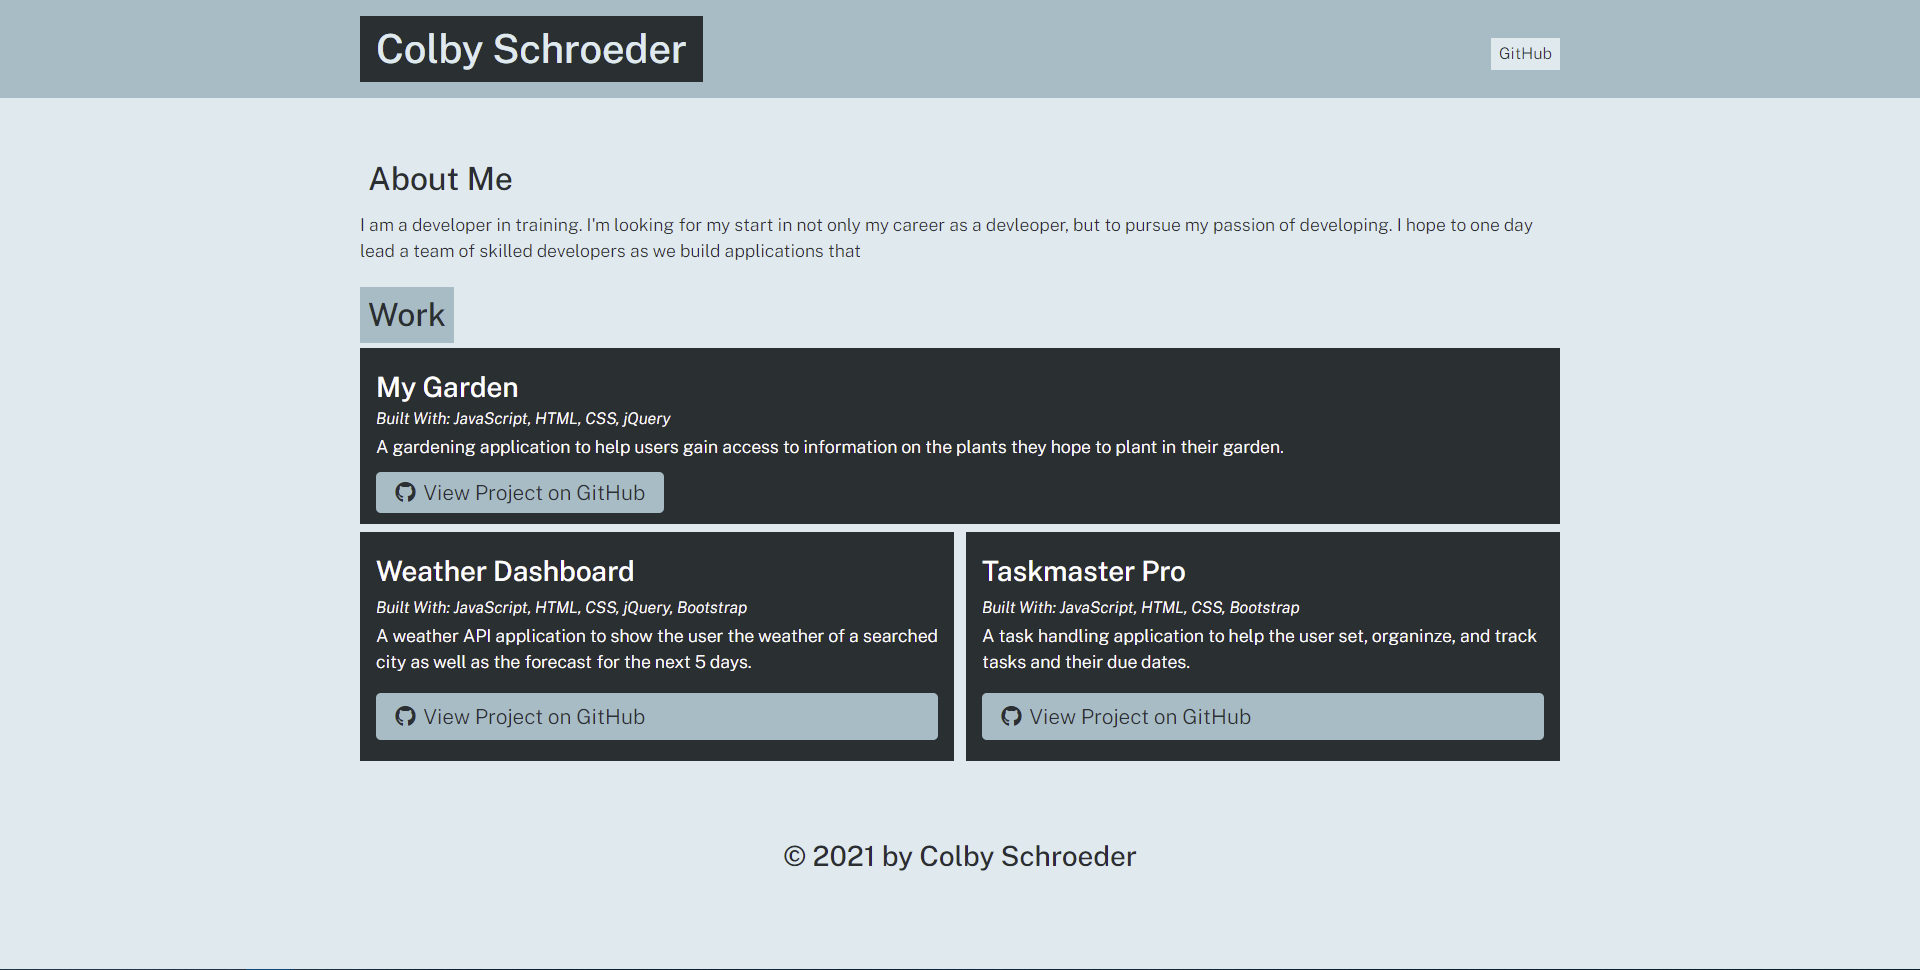 Colby Schroeder
GitHub
About Me
I am a developer in training. I'm looking for my start in not only my career as a devleoper, but to pursue my passion of developing. I hope to one day
lead a team of skilled developers as we build applications that
Work
My Garden
Built With: JavaScript, HTML, CSS, jQuery
A gardening application to help users gain access to information on the plants they hope to plant in their garden.
View Project on GitHub
Weather Dashboard
Built With: JavaScript, HTML, CSS, jQuery, Bootstrap
A weather API application to show the user the weather of a searched
city as well as the forecast for the next 5 days.
View Project on GitHub
Taskmaster Pro
Built With: JavaScript, HTML, CSS, Bootstrap
A task handling application to help the user set, organinze, and track
tasks and their due dates.
View Project on GitHub
© 2021 by Colby Schroeder